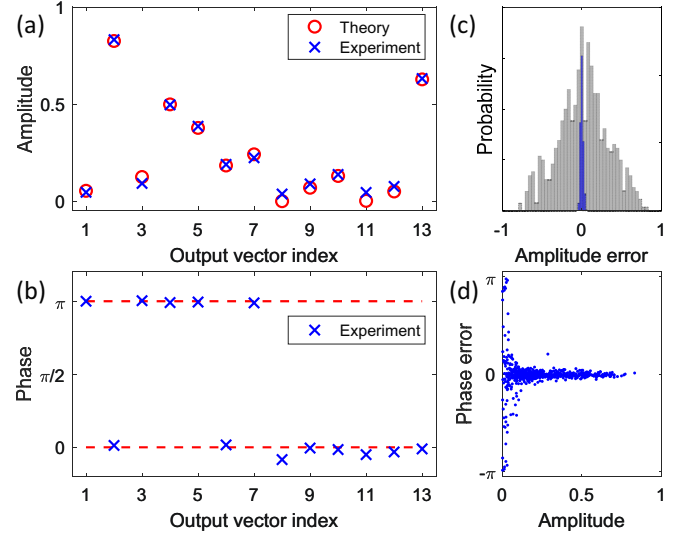 (a)
1
0.5
0
Amplitude
Theory
Experiment
1 3 5 7 9 11 13
Output vector index
(c)
Probability
-1 0 1
Amplitude error
(b)
π
π/2
0
Phase
Experiment
1 3 5 7 9 11 13
Output vector index
(d)
π
0
-π
Phase error
0 0.5 1
Amplitude